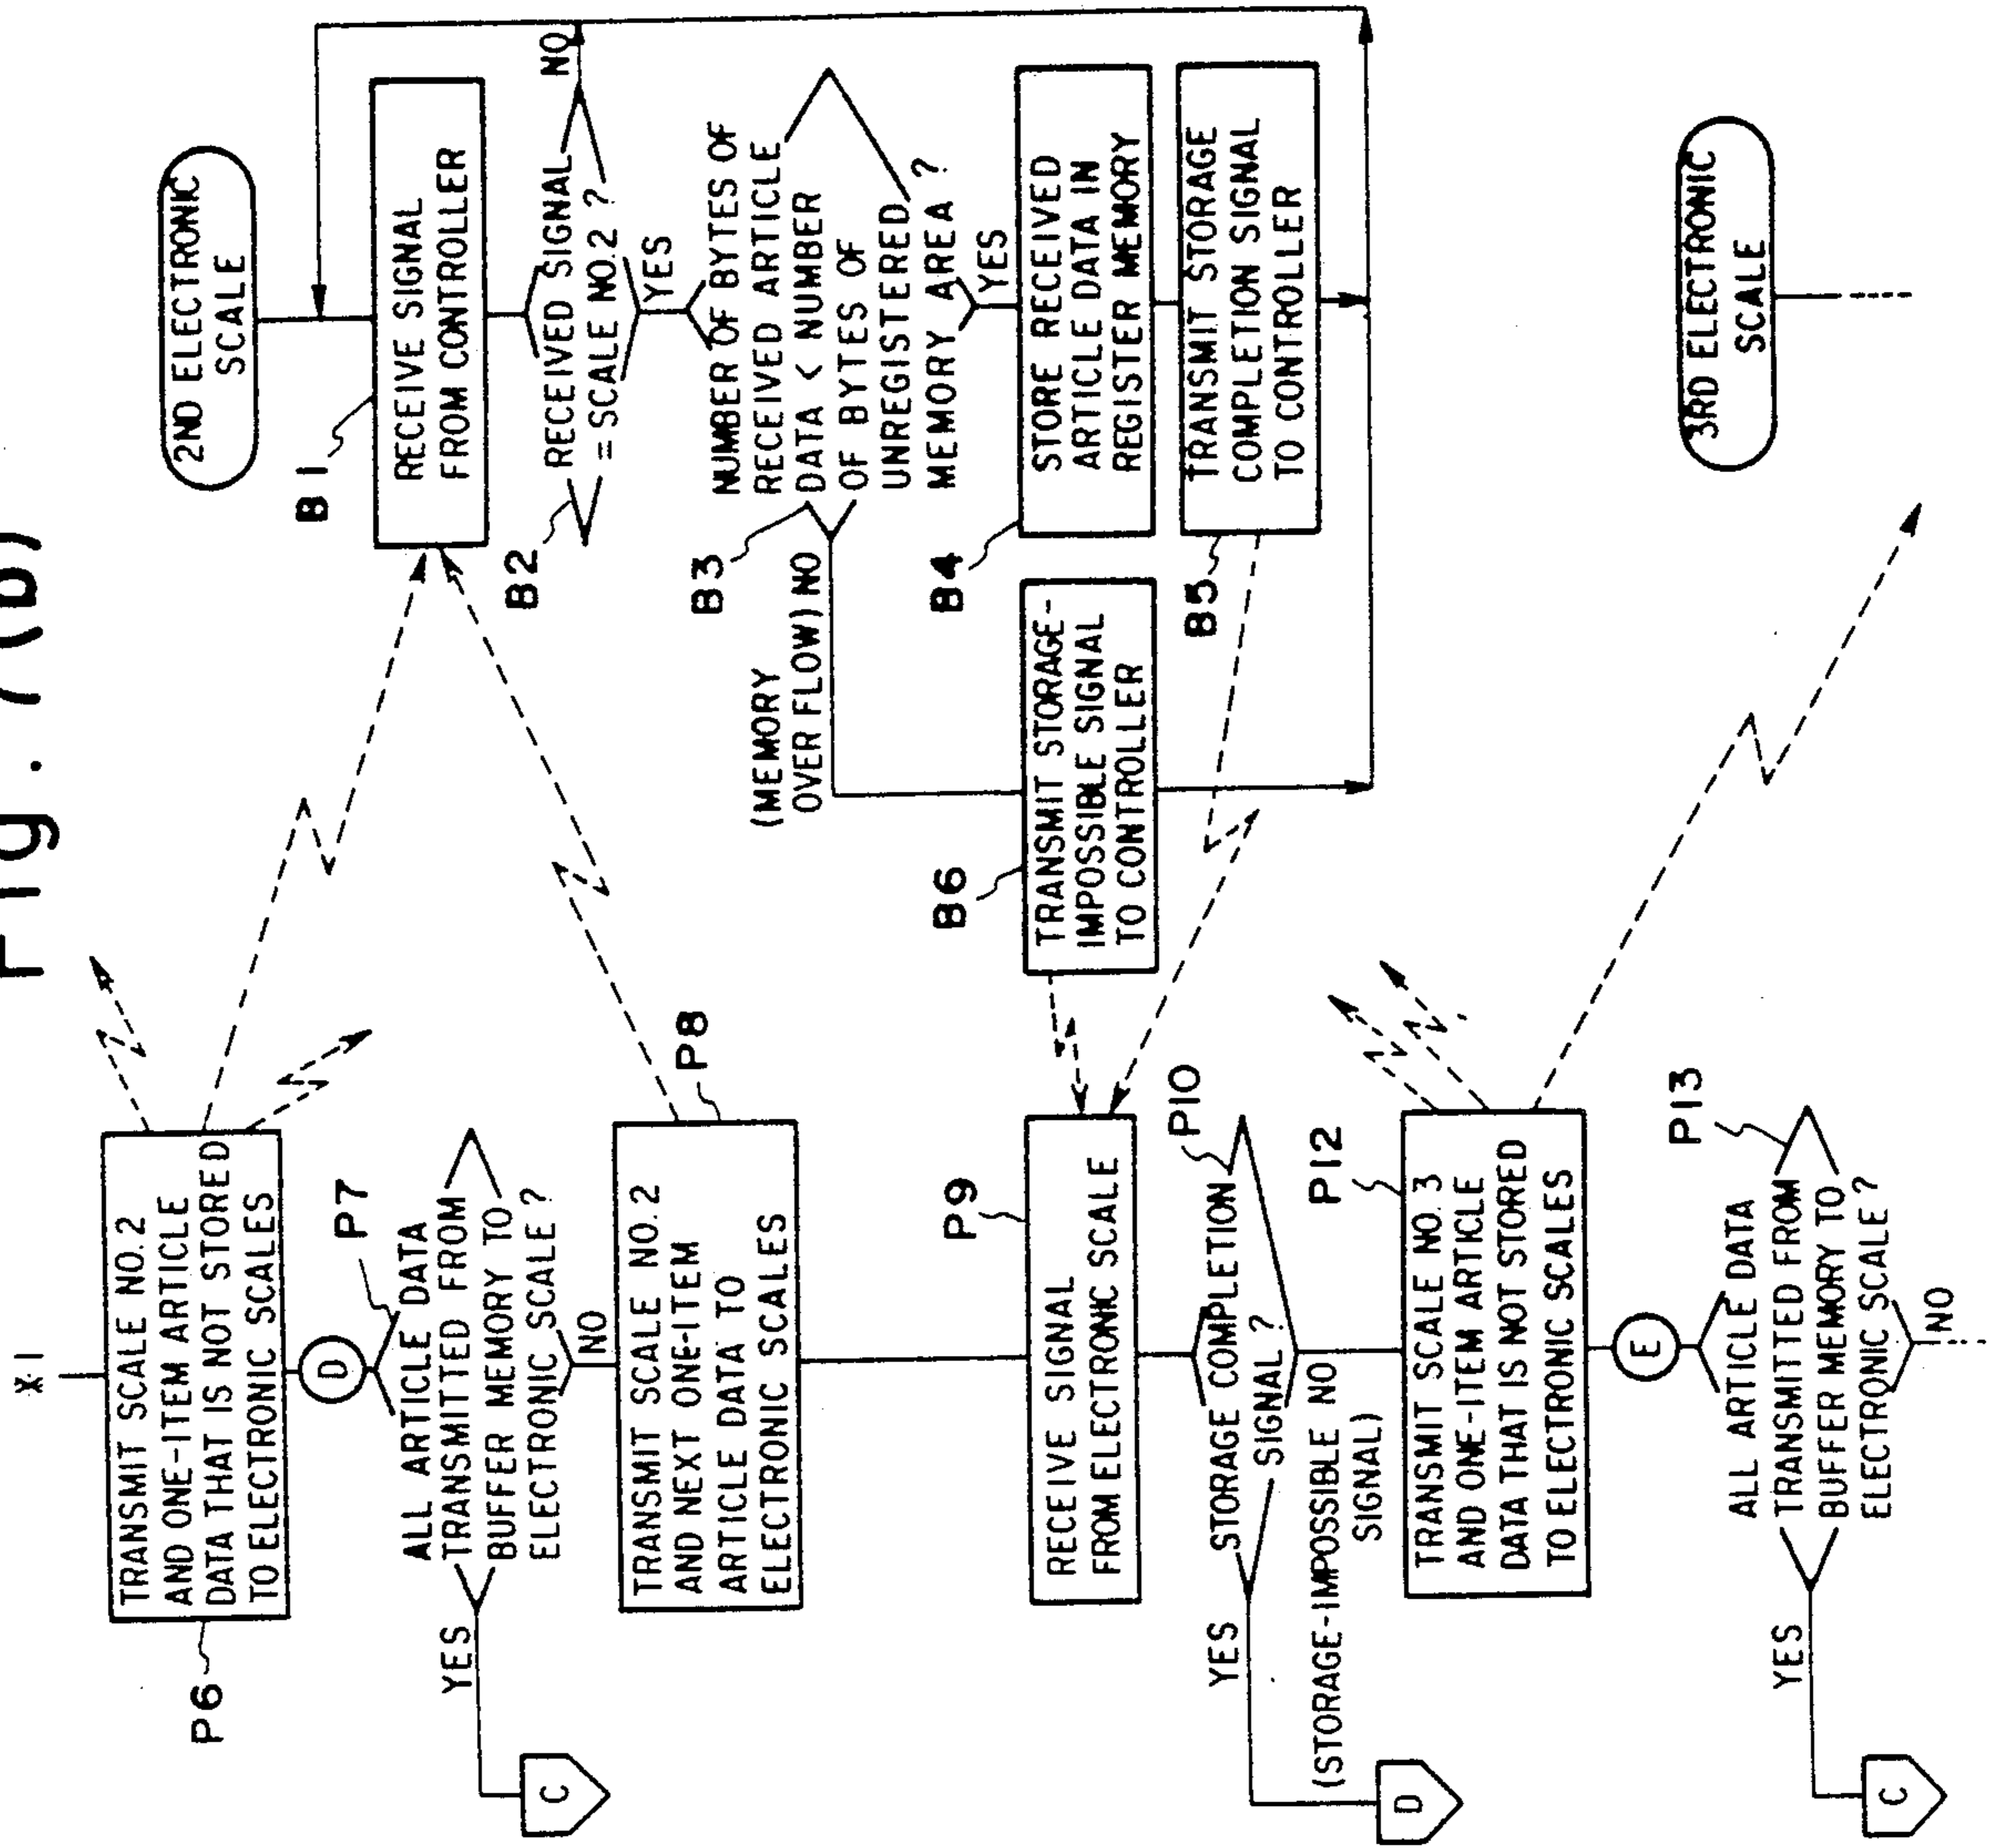 Fig. 7(b)
X1
TRANSMIT SCALE NO.2
AND ONE-ITEM ARTICLE
DATA THAT IS NOT STORED
TO ELECTRONIC SCALES
P6
D
P7
ALL ARTICLE DATA
TRANSMITTED FROM
BUFFER MEMORY TO
ELECTRONIC SCALE?
YES
C
NO
TRANSMIT SCALE NO.2
AND NEXT ONE-ITEM
ARTICLE DATA TO
ELECTRONIC SCALES
P8
RECEIVE SIGNAL
FROM ELECTRONIC SCALE
P9
STORAGE COMPLETION
SIGNAL?
P10
YES
D
(STORAGE-IMPOSSIBLE NO
SIGNAL)
P12
TRANSMIT SCALE NO.3
AND ONE-ITEM ARTICLE
DATA THAT IS NOT STORED
TO ELECTRONIC SCALES
E
P13
ALL ARTICLE DATA
TRANSMITTED FROM
BUFFER MEMORY TO
ELECTRONIC SCALE?
YES
C
NO
2ND ELECTRONIC
SCALE
B1
RECEIVE SIGNAL
FROM CONTROLLER
B2
RECEIVED SIGNAL
=SCALE NO.2?
NO
YES
B3
NUMBER OF BYTES OF
RECEIVED ARTICLE
DATA < NUMBER
OF BYTES OF
UNREGISTERED
MEMORY AREA?
(MEMORY
OVER FLOW) NO
YES
B4
STORE RECEIVED
ARTICLE DATA IN
REGISTER MEMORY
B5
TRANSMIT STORAGE
COMPLETION SIGNAL
TO CONTROLLER
B6
TRANSMIT STORAGE-
IMPOSSIBLE SIGNAL
TO CONTROLLER
3RD ELECTRONIC
SCALE